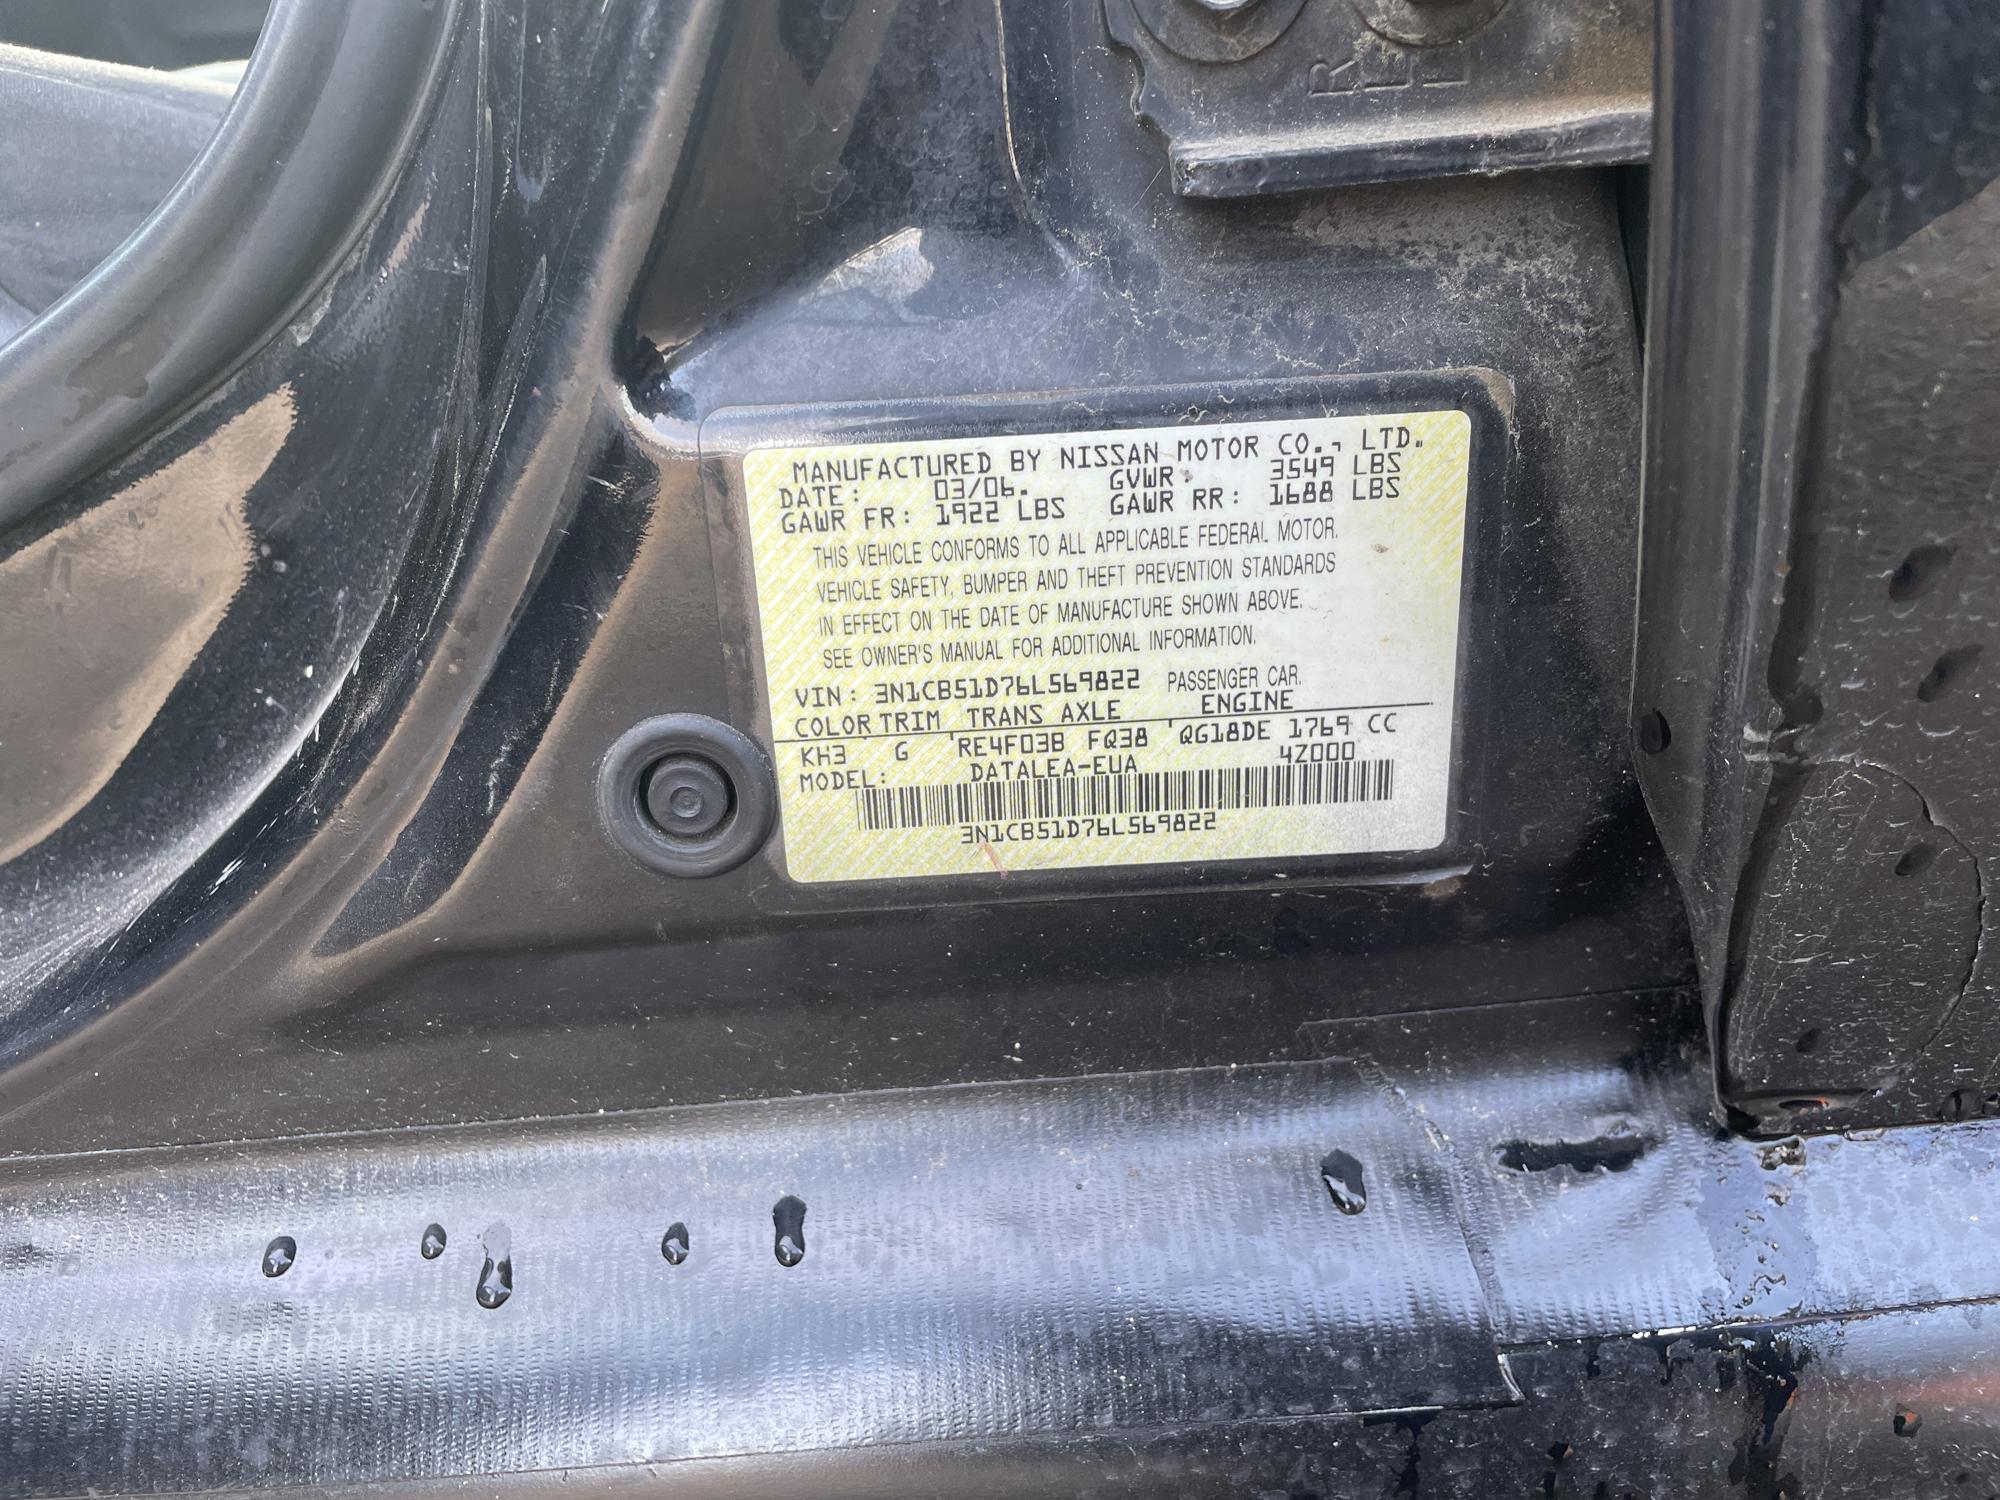 RLL
MANUFACTURED BY NISSAN MOTOR CO., LTD.
DATE: 03/06. GVWR 3549 LBS
GAWR FR: 1922 LBS GAWR RR: 1688 LBS
THIS VEHICLE CONFORMS TO ALL APPLICABLE FEDERAL MOTOR.
VEHICLE SAFETY, BUMPER AND THEFT PREVENTION STANDARDS
IN EFFECT ON THE DATE OF MANUFACTURE SHOWN ABOVE.
SEE OWNER'S MANUAL FOR ADDITIONAL INFORMATION.
VIN: 3N1CB51D76L569822 PASSENGER CAR.
COLOR TRIM TRANS AXLE ENGINE
KH3 G RE4F03B FQ38 QG18DE 1769 CC
MODEL: DATALEA-EUA 4Z000
3N1CB51D76L569822